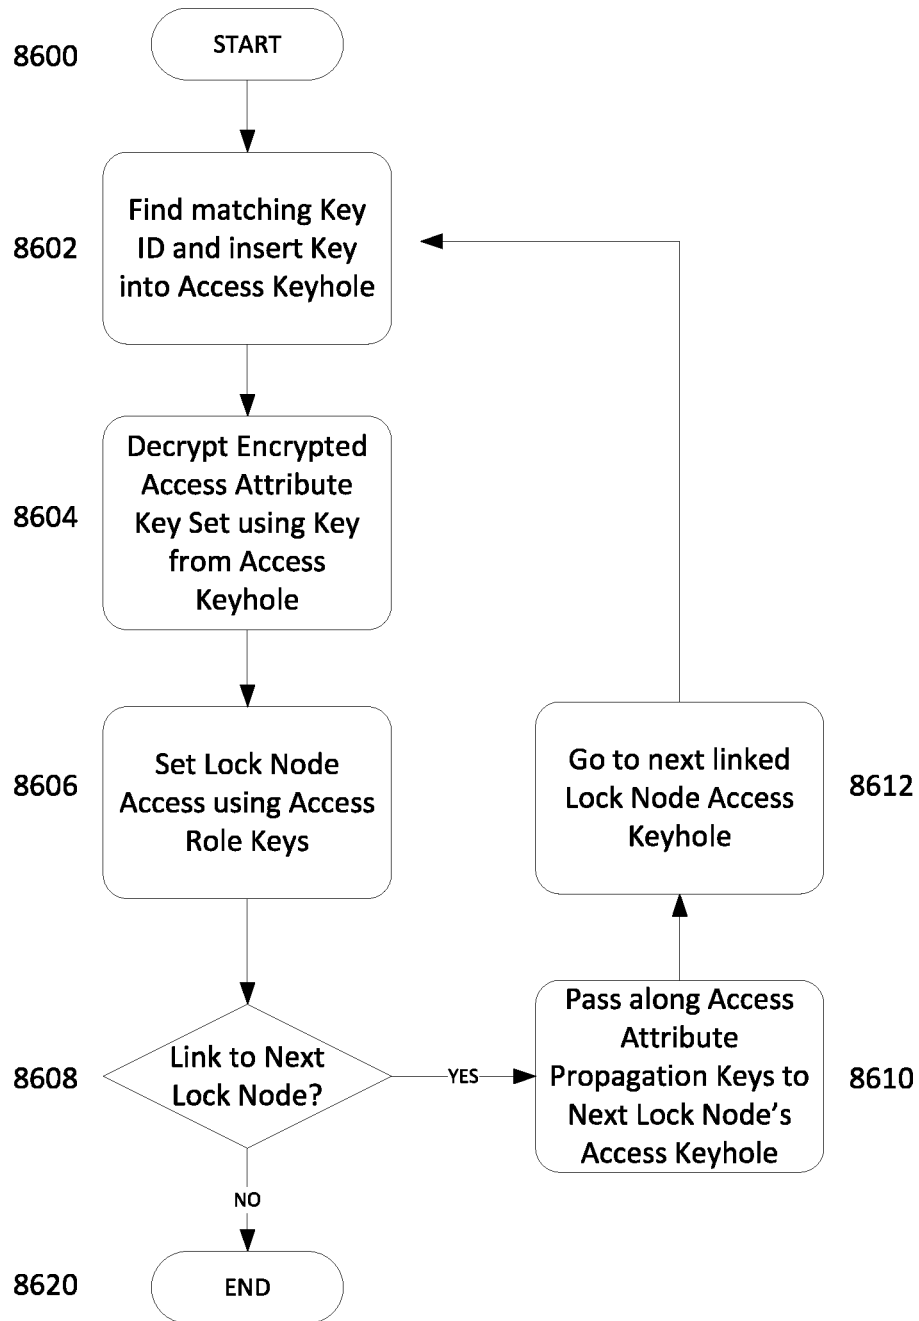 8600
START
8602
Find matching Key
ID and insert Key
into Access Keyhole
8604
Decrypt Encrypted
Access Attribute
Key Set using Key
from Access
Keyhole
8606
Set Lock Node
Access using Access
Role Keys
Go to next linked
Lock Node Access
Keyhole
8612
8608
Link to Next
Lock Node?
YES
Pass along Access
Attribute
Propagation Keys to
Next Lock Node’s
Access Keyhole
8610
NO
8620
END